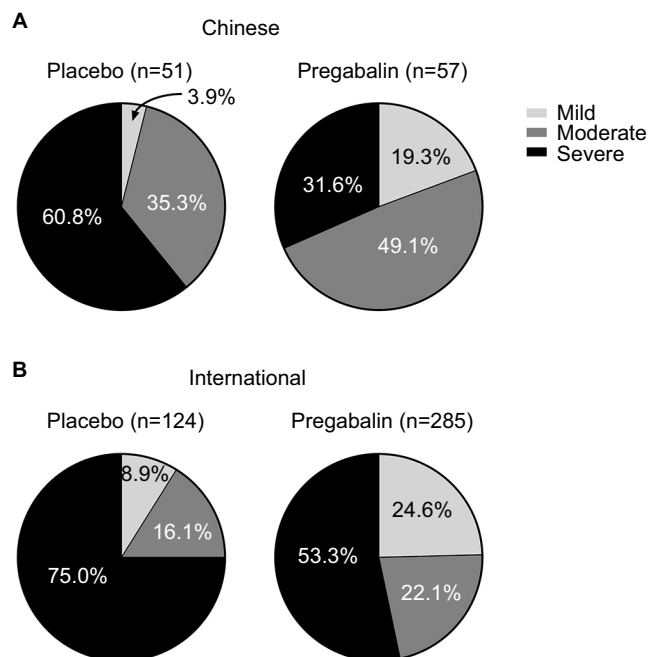 A
Chinese
Placebo (n=51)
Pregabalin (n=57)
3.9%
Mild
Moderate
Severe
60.8%
35.3%
31.6%
19.3%
49.1%
B
International
Placebo (n=124)
Pregabalin (n=285)
8.9%
16.1%
75.0%
24.6%
53.3%
22.1%